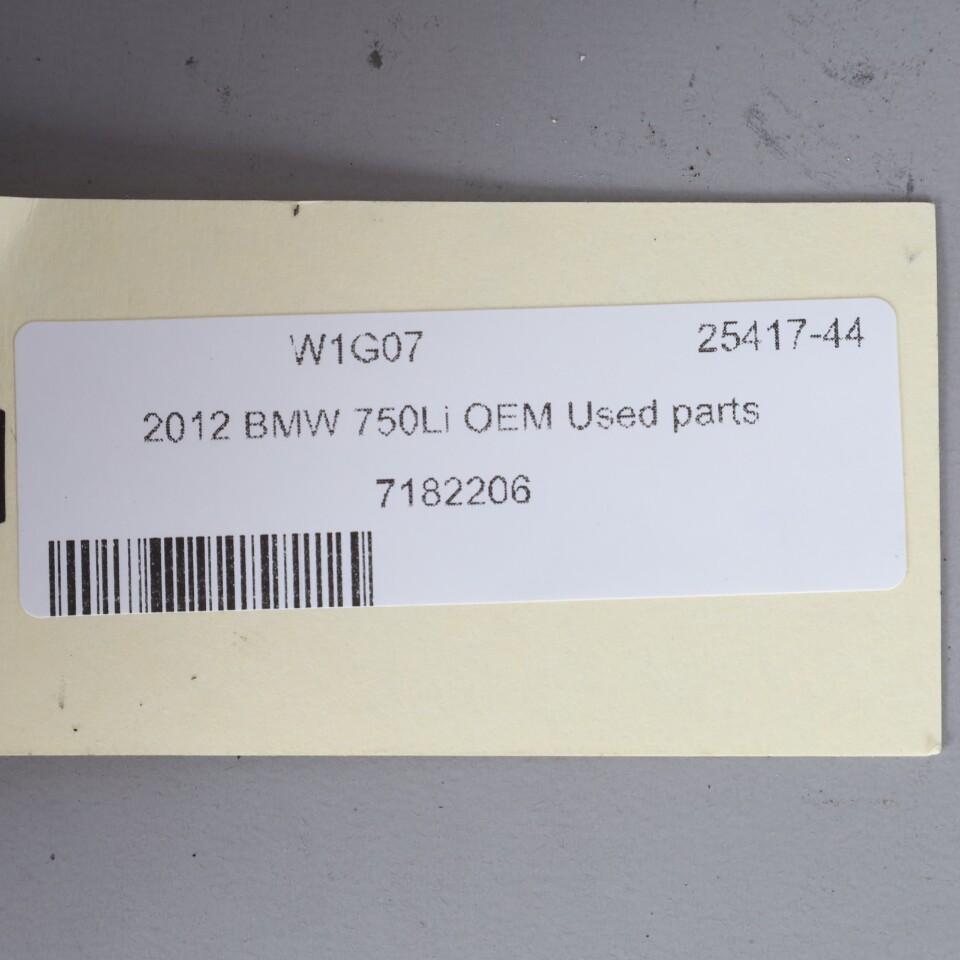 W1G07 25417-44
2012 BMW 750Li OEM Used parts
7182206